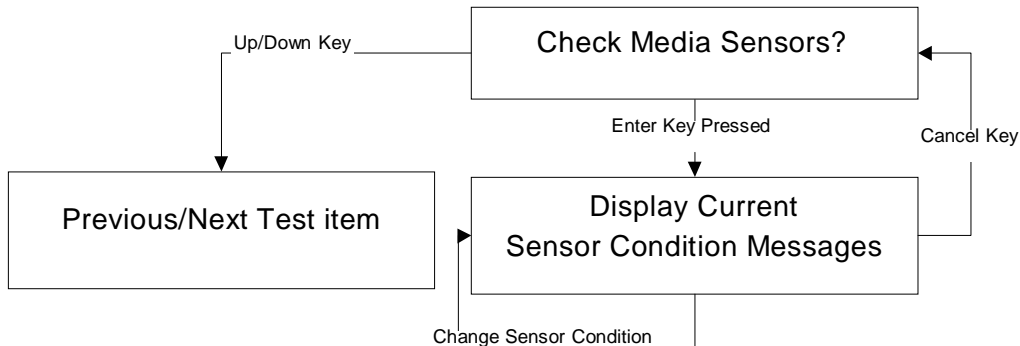 Check Media Sensors?
Up/Down Key
Enter Key Pressed
Cancel Key
Previous/Next Test item
Display Current
Sensor Condition Messages
Change Sensor Condition